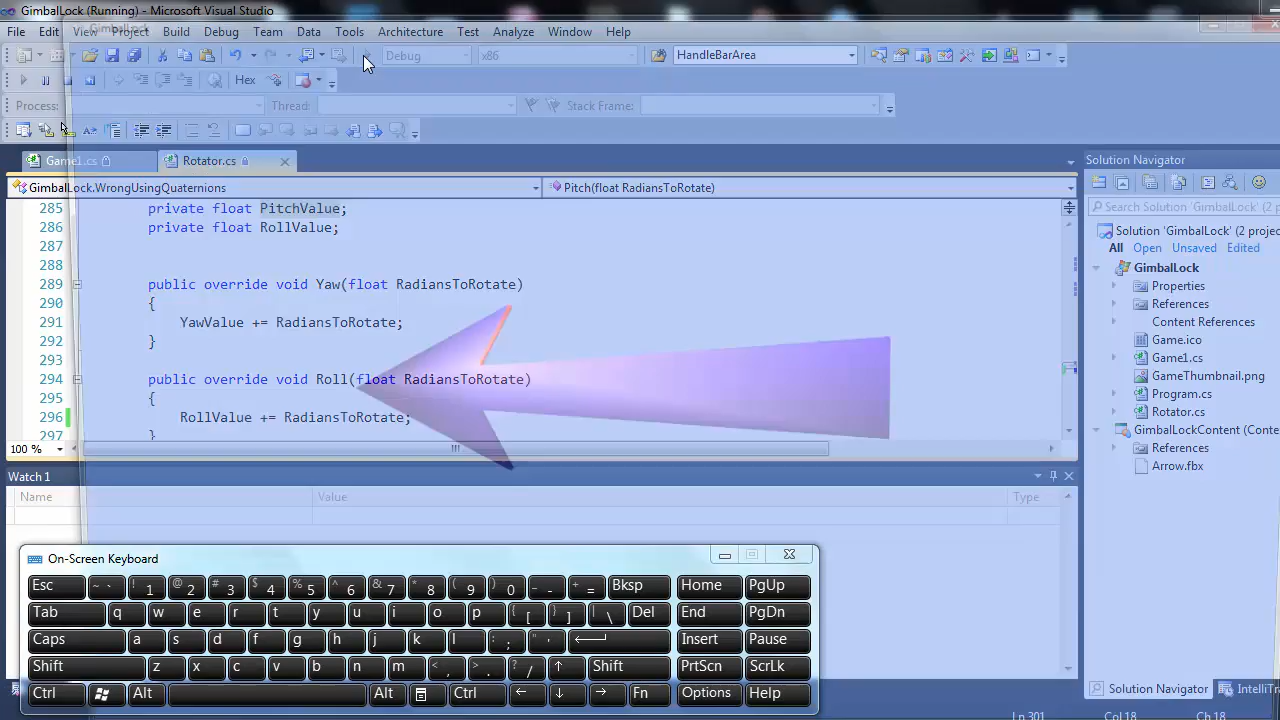 GimbalLock (Running) - Microsoft Visual Studio
GimbalLock
File Edit View Project Build Debug Team Data Tools Architecture Test Analyze Window Help
Debug x86 HandleBarArea
Hex
Process: Thread: Stack Frame:
Game1.cs Rotator.cs
GimbalLock.WrongUsingQuaternions Pitch(float RadiansToRotate)
285 private float PitchValue;
286 private float RollValue;
287
288
289 public override void Yaw(float RadiansToRotate)
290 {
291 YawValue += RadiansToRotate;
292 }
293
294 public override void Roll(float RadiansToRotate)
295 {
296 RollValue += RadiansToRotate;
297 }
100 %
Solution Navigator
Search Solution 'GimbalLock' (2 p
Solution 'GimbalLock' (2 projec
All Open Unsaved Edited
GimbalLock
Properties
References
Content References
Game.ico
Game1.cs
GameThumbnail.png
Program.cs
Rotator.cs
GimbalLockContent (Conte
References
Arrow.fbx
Watch 1
Name Value Type
On-Screen Keyboard
Esc ~ ` ! 1 @ 2 # 3 $ 4 % 5 ^ 6 & 7 * 8 ( 9 ) 0 _ - + = Bksp Home PgUp
Tab q w e r t y u i o p { [ } ] | \ Del End PgDn
Caps a s d f g h j k l : ; " ' Insert Pause
Shift z x c v b n m < , > . ? / ↑ Shift PrtScn ScrLk
Ctrl Alt Alt Ctrl ← ↓ → Fn Options Help
Solution Navigator IntelliTra
Ln 301 Col 18 Ch 18